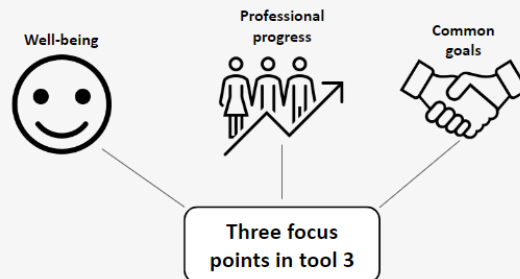 Well-being
Professional
progress
Common
goals
Three focus
points in tool 3